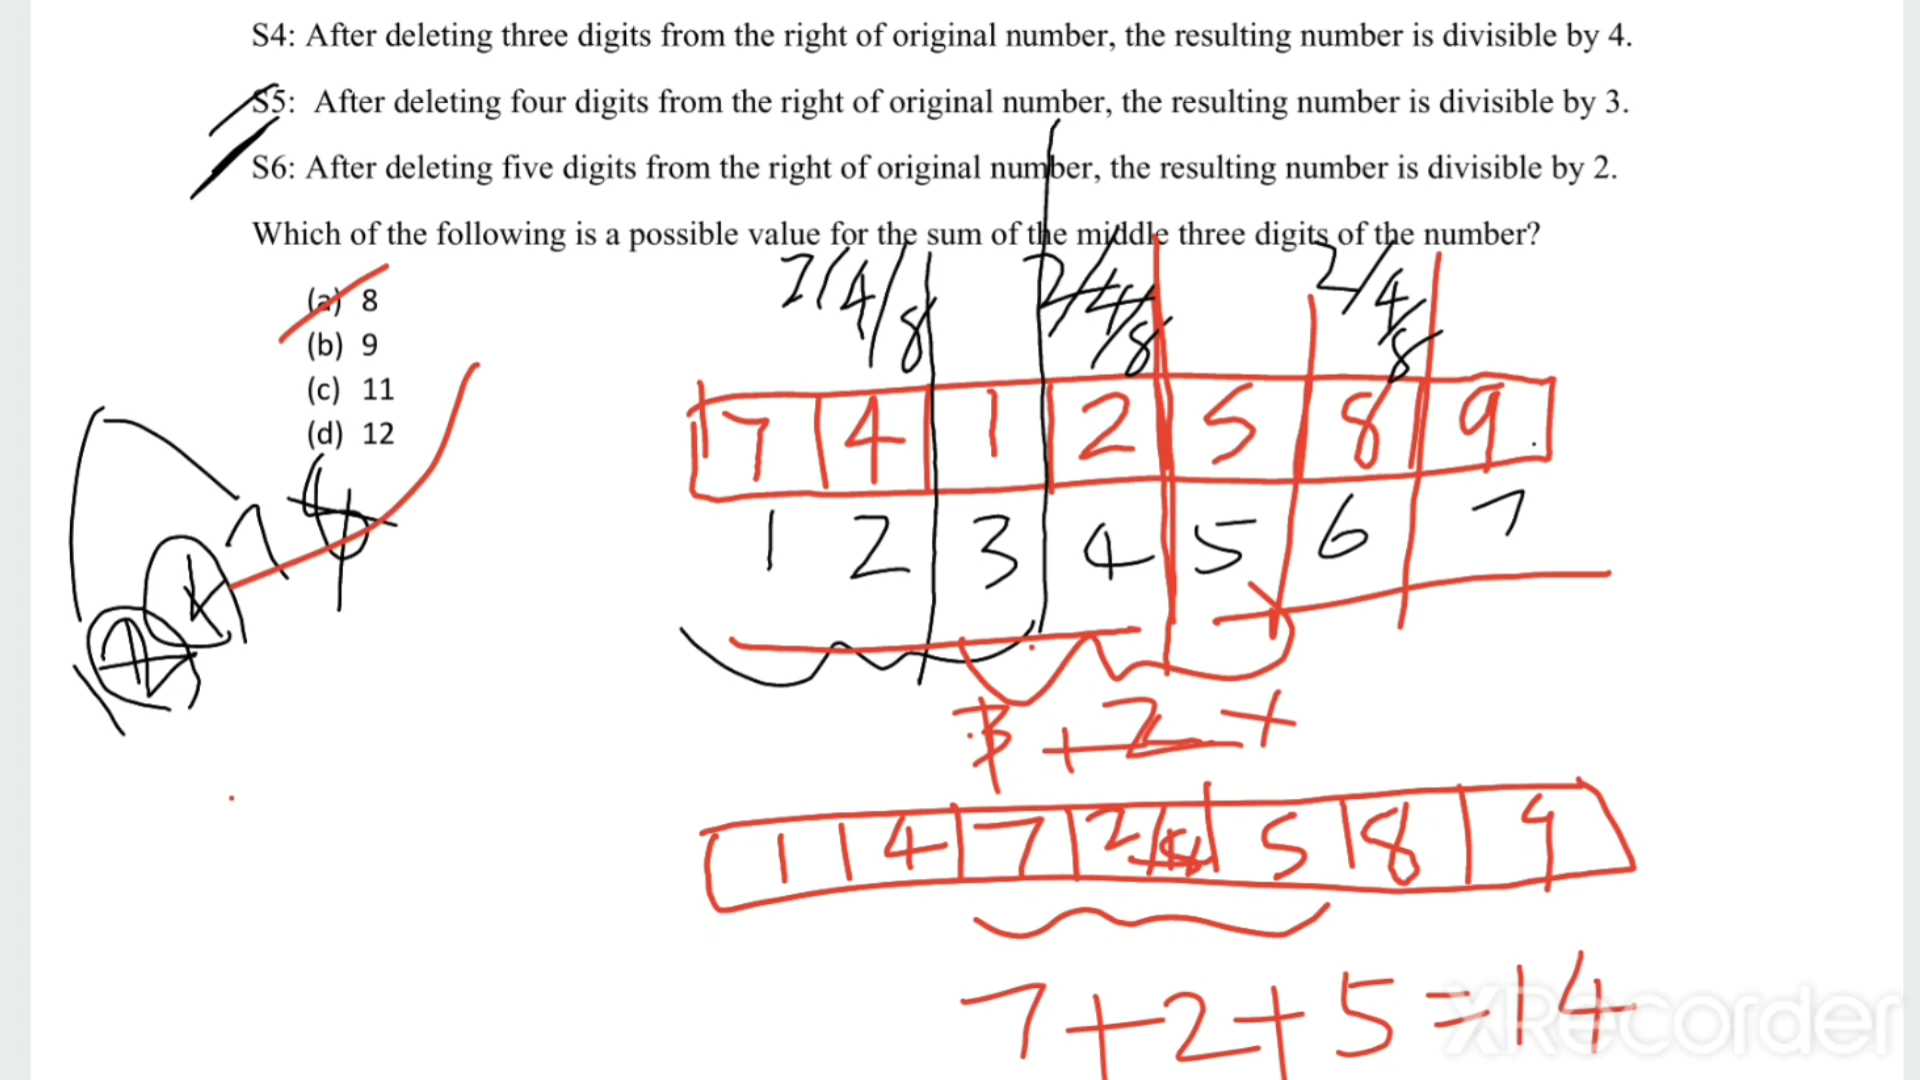 S4: After deleting three digits from the right of original number, the resulting number is divisible by 4.
S5: After deleting four digits from the right of original number, the resulting number is divisible by 3.
S6: After deleting five digits from the right of original number, the resulting number is divisible by 2.
Which of the following is a possible value for the sum of the middle three digits of the number?
(a) 8
(b) 9
(c) 11
(d) 12
2/4/8 2/4/8 2/4/8
7 4 1 2 5 8 9
1 2 3 4 5 6 7
+ 2 +
1 4 7 2/ 5 8 9
7+2+5=14
XRecorder